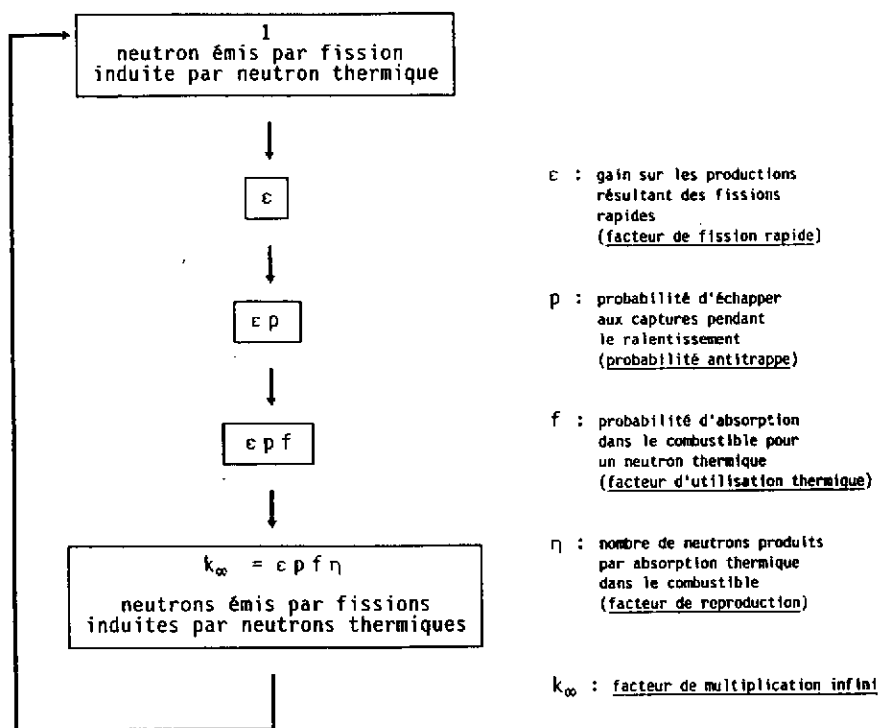 1
neutron émis par fission
induite par neutron thermique
ε
ε p
ε p f
k∞ = ε p f η
neutrons émis par fissions
induites par neutrons thermiques
ε : gain sur les productions
résultant des fissions
rapides
(facteur de fission rapide)
p : probabilité d'échapper
aux captures pendant
le ralentissement
(probabilité antitrappe)
f : probabilité d'absorption
dans le combustible pour
un neutron thermique
(facteur d'utilisation thermique)
η : nombre de neutrons produits
par absorption thermique
dans le combustible
(facteur de reproduction)
k∞ : facteur de multiplication infini